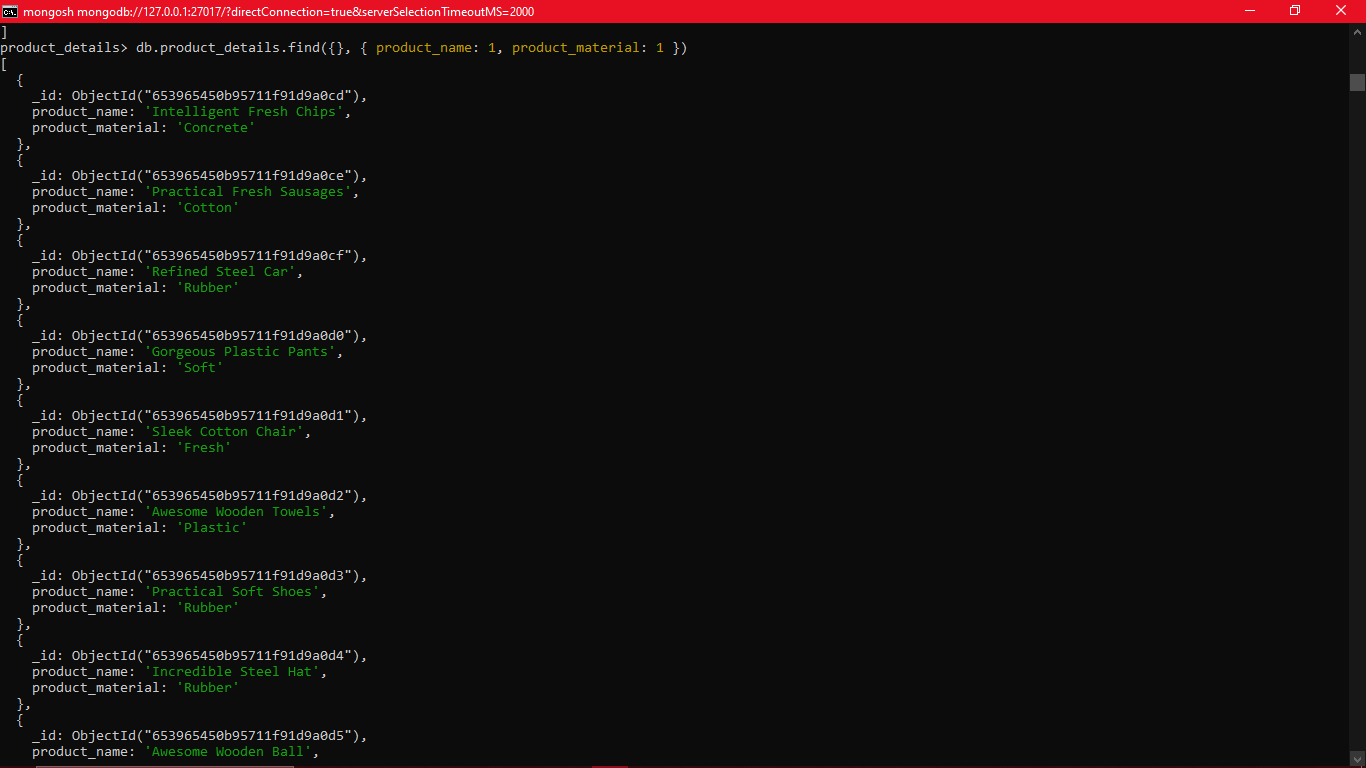 mongosh mongodb://127.0.0.1:27017/?directConnection=true&serverSelectionTimeoutMS=2000
]
product_details> db.product_details.find({}, { product_name: 1, product_material: 1 })
[
  {
    _id: ObjectId("653965450b95711f91d9a0cd"),
    product_name: 'Intelligent Fresh Chips',
    product_material: 'Concrete'
  },
  {
    _id: ObjectId("653965450b95711f91d9a0ce"),
    product_name: 'Practical Fresh Sausages',
    product_material: 'Cotton'
  },
  {
    _id: ObjectId("653965450b95711f91d9a0cf"),
    product_name: 'Refined Steel Car',
    product_material: 'Rubber'
  },
  {
    _id: ObjectId("653965450b95711f91d9a0d0"),
    product_name: 'Gorgeous Plastic Pants',
    product_material: 'Soft'
  },
  {
    _id: ObjectId("653965450b95711f91d9a0d1"),
    product_name: 'Sleek Cotton Chair',
    product_material: 'Fresh'
  },
  {
    _id: ObjectId("653965450b95711f91d9a0d2"),
    product_name: 'Awesome Wooden Towels',
    product_material: 'Plastic'
  },
  {
    _id: ObjectId("653965450b95711f91d9a0d3"),
    product_name: 'Practical Soft Shoes',
    product_material: 'Rubber'
  },
  {
    _id: ObjectId("653965450b95711f91d9a0d4"),
    product_name: 'Incredible Steel Hat',
    product_material: 'Rubber'
  },
  {
    _id: ObjectId("653965450b95711f91d9a0d5"),
    product_name: 'Awesome Wooden Ball',